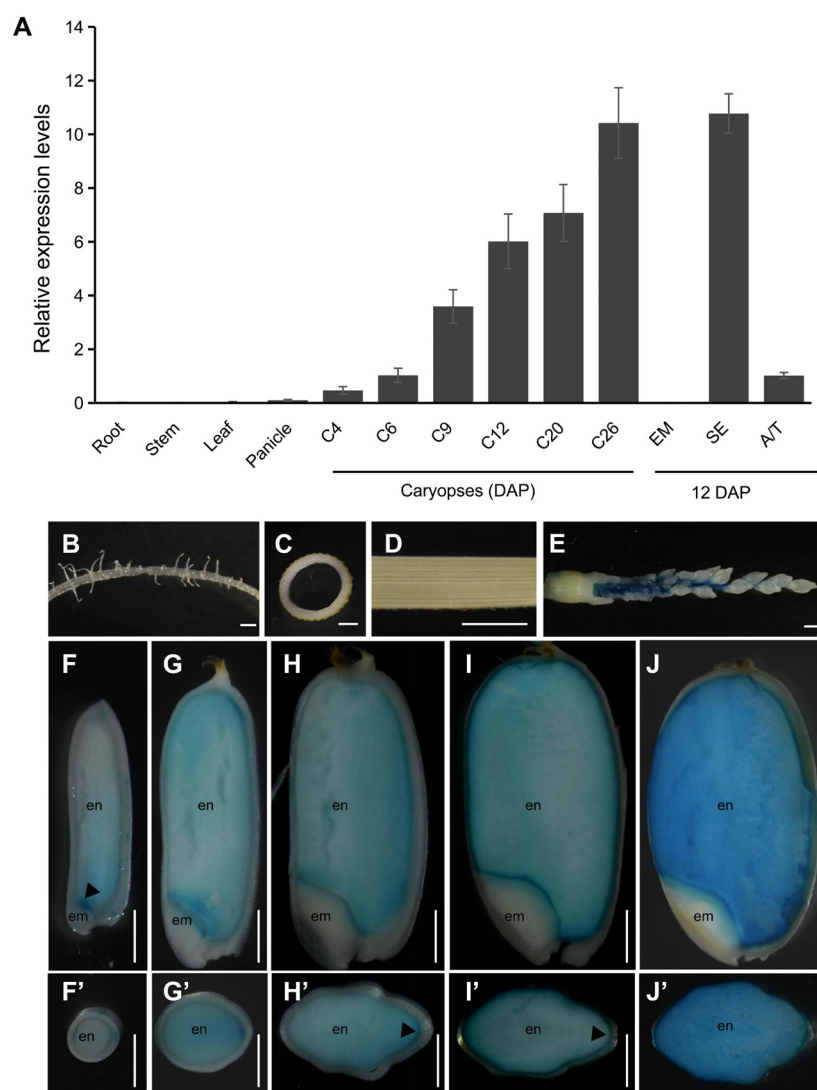 A
14
12
10
8
6
4
2
0
Relative expression levels
Root
Stem
Leaf
Panicle
C4
C6
C9
C12
C20
C26
EM
SE
A/T
Caryopses (DAP)
12 DAP
B
C
D
E
F
G
H
I
J
en
en
en
en
en
em
em
em
em
em
F'
G'
H'
I'
J'
en
en
en
en
en